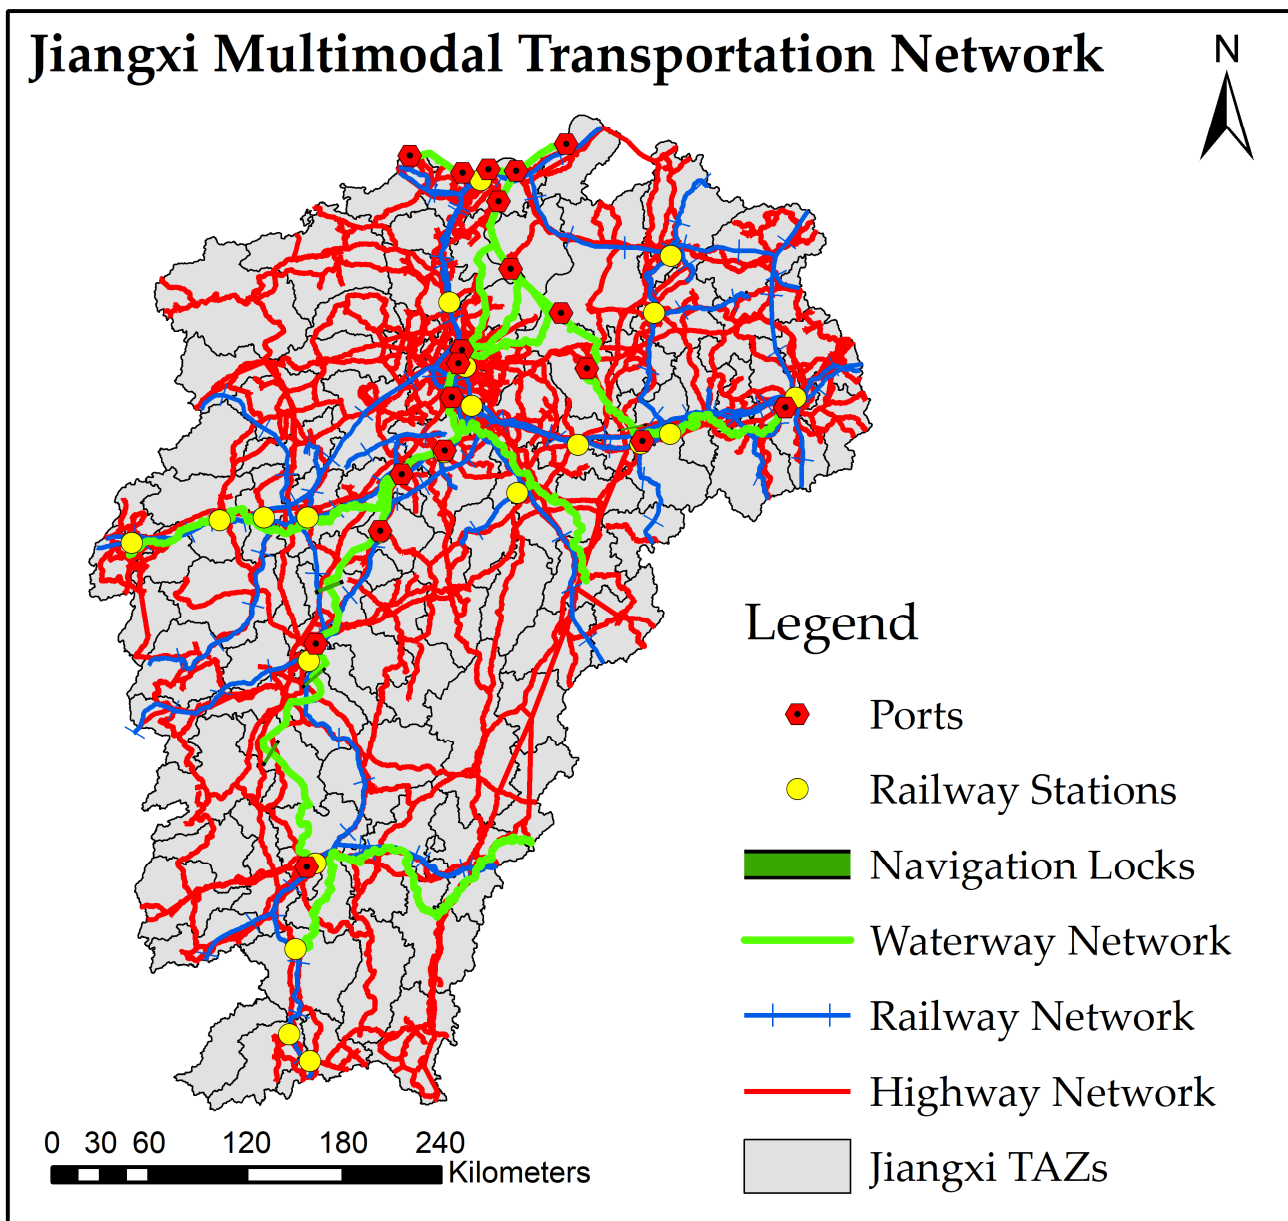 Jiangxi Multimodal Transportation Network
N
Legend
Ports
Railway Stations
Navigation Locks
Waterway Network
Railway Network
Highway Network
Jiangxi TAZs
0 30 60 120 180 240
Kilometers